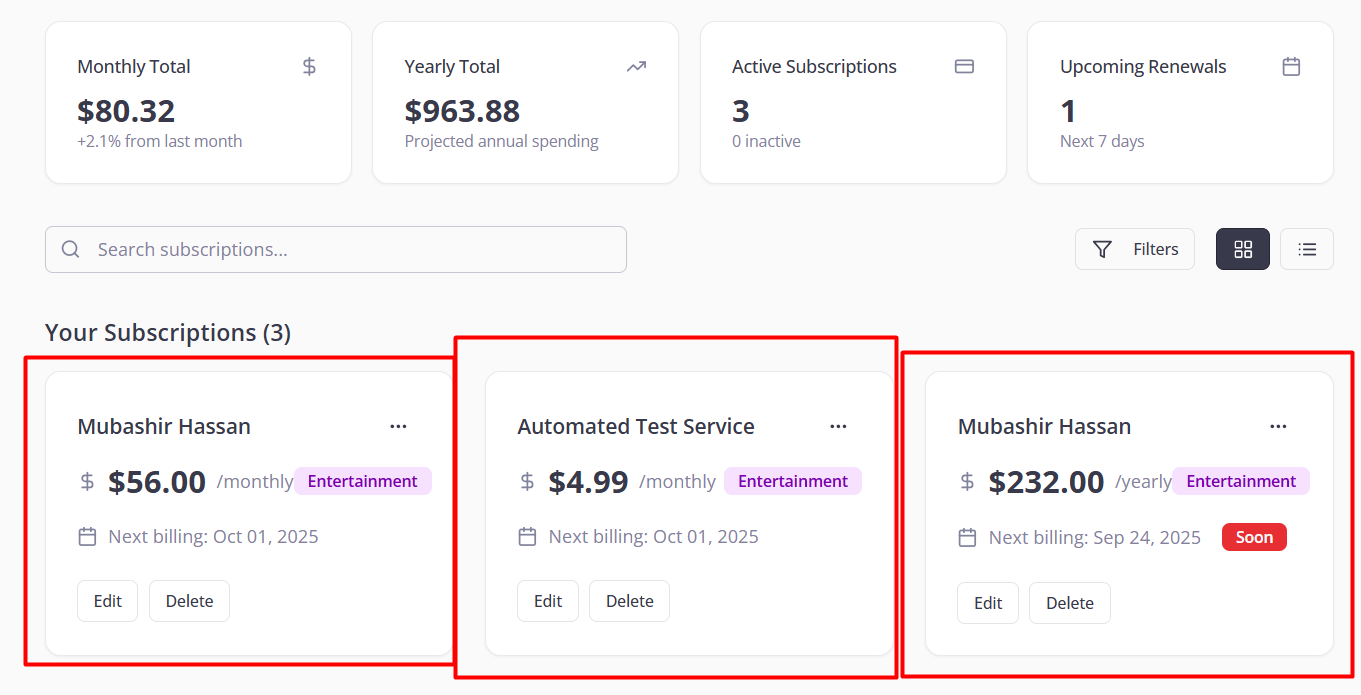 Monthly Total
$80.32
+2.1% from last month
Yearly Total
$963.88
Projected annual spending
Active Subscriptions
3
0 inactive
Upcoming Renewals
1
Next 7 days
Search subscriptions...
Filters
Your Subscriptions (3)
Mubashir Hassan
$56.00 /monthly Entertainment
Next billing: Oct 01, 2025
Edit Delete
Automated Test Service
$4.99 /monthly Entertainment
Next billing: Oct 01, 2025
Edit Delete
Mubashir Hassan
$232.00 /yearly Entertainment
Next billing: Sep 24, 2025 Soon
Edit Delete